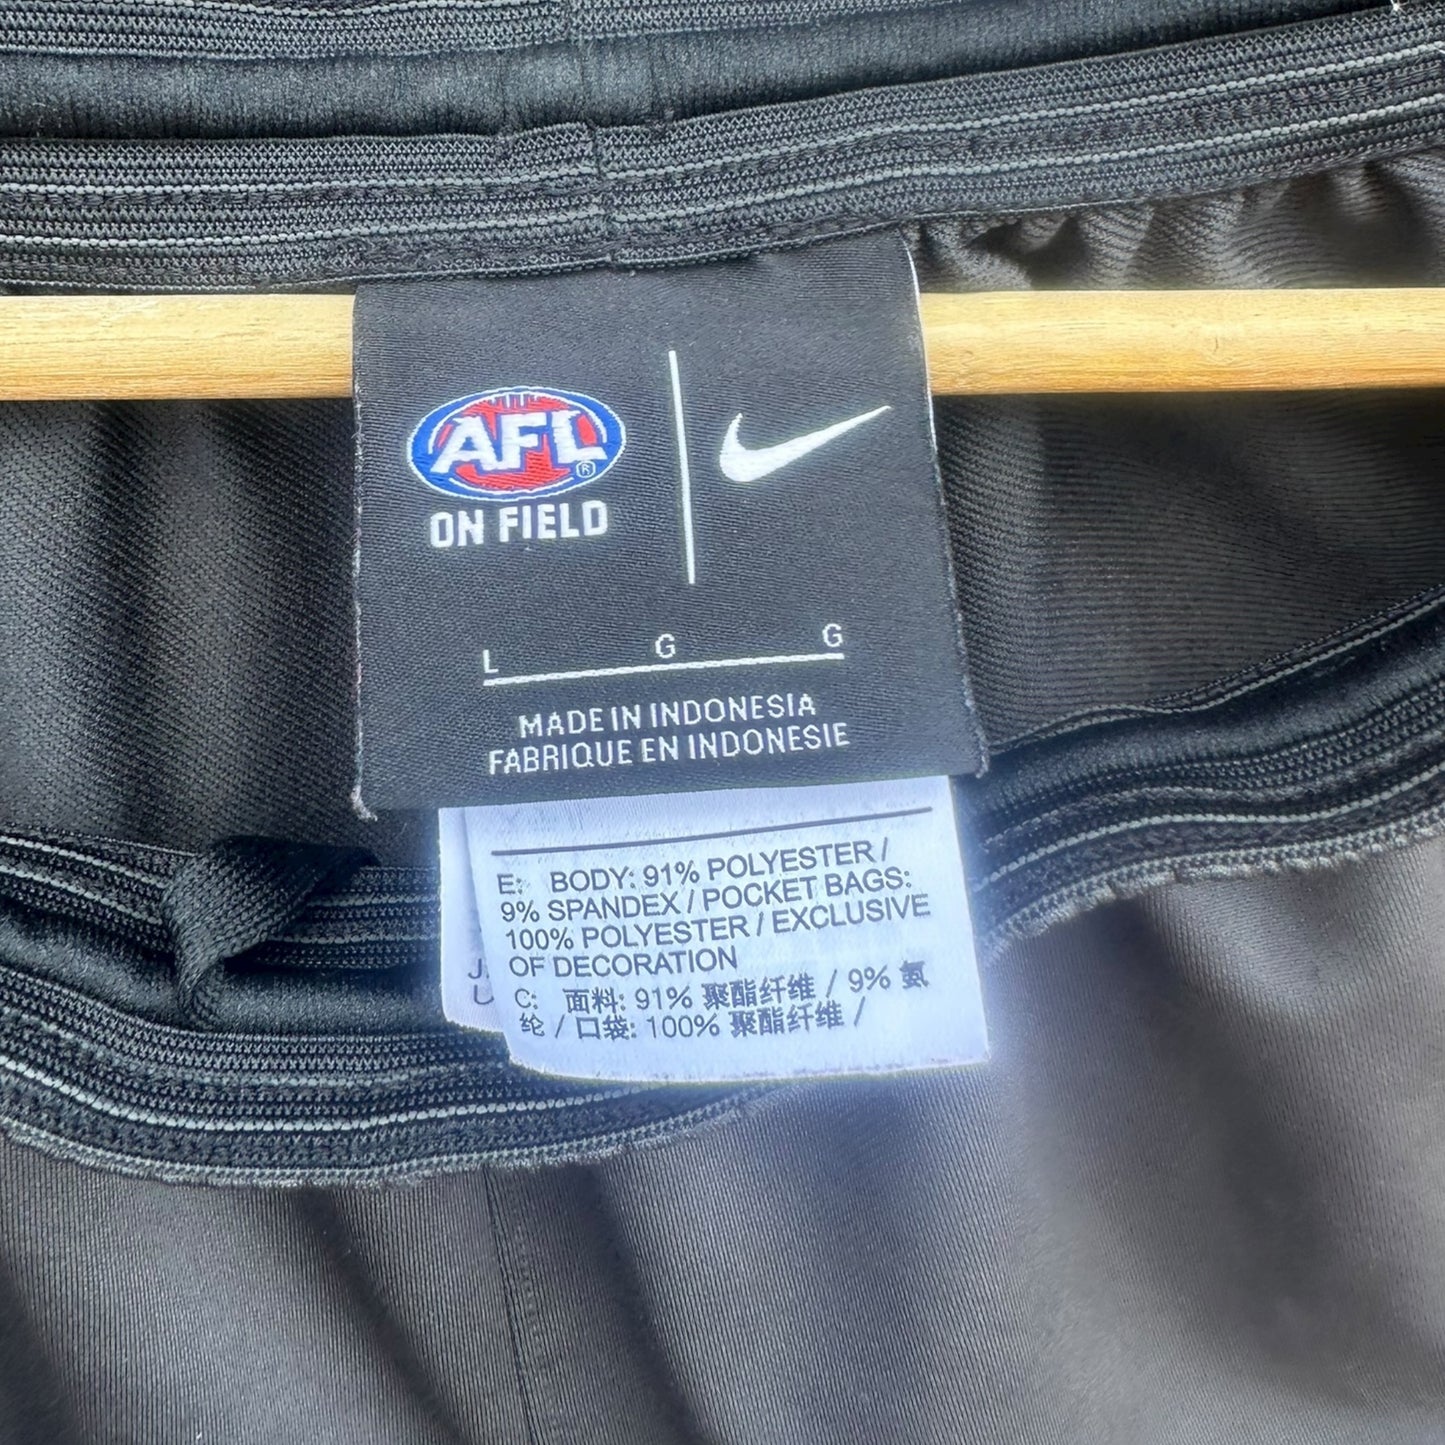 AFL
ON FIELD
L G G
MADE IN INDONESIA
FABRIQUE EN INDONESIE
E: BODY: 91% POLYESTER /
9% SPANDEX / POCKET BAGS:
100% POLYESTER / EXCLUSIVE
OF DECORATION
C: 面料: 91% 聚酯纤维 / 9% 氨
纶 / 口袋: 100% 聚酯纤维 /